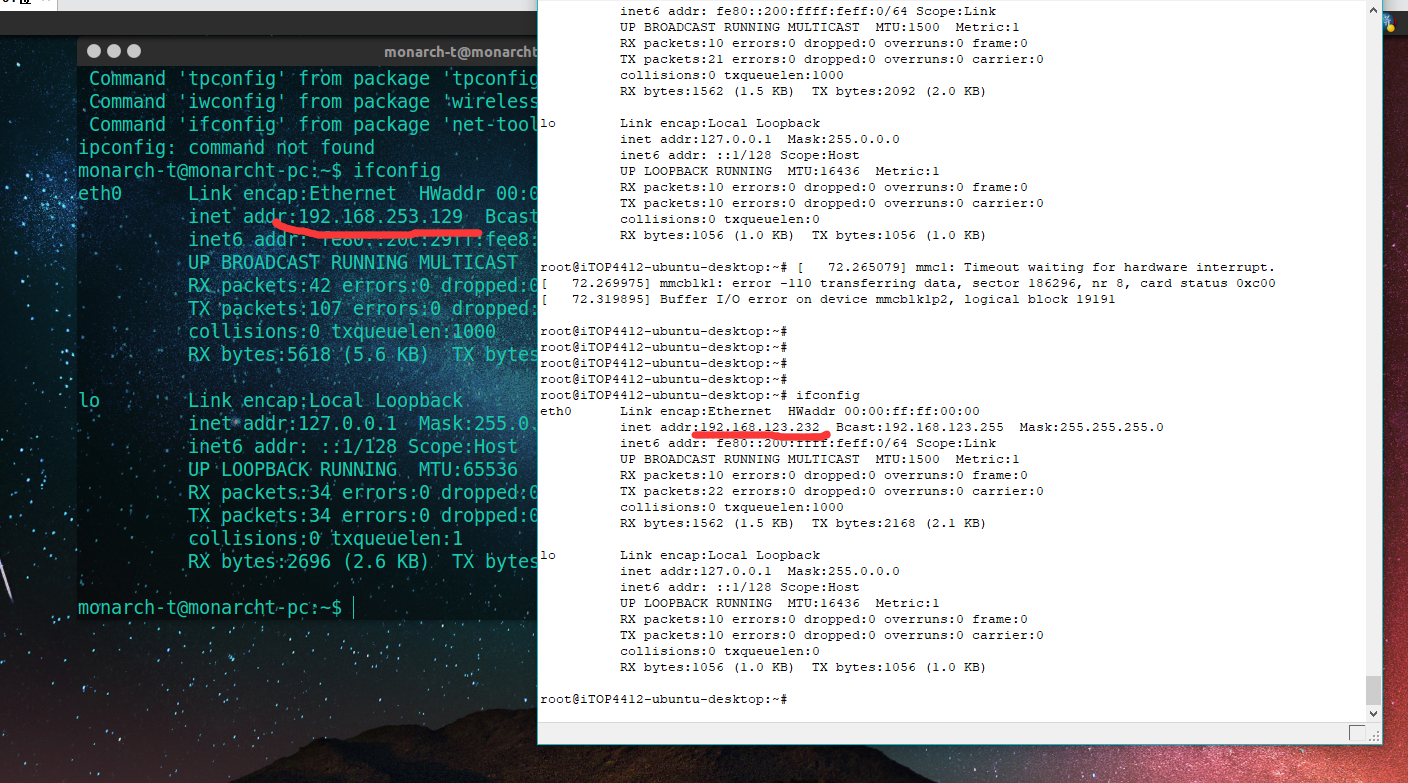 monarch-t@monarcht
Command 'tpconfig' from package 'tpconfig
Command 'iwconfig' from package 'wireless
Command 'ifconfig' from package 'net-tool
ipconfig: command not found
monarch-t@monarcht-pc:~$ ifconfig
eth0      Link encap:Ethernet  HWaddr 00:0
inet addr:192.168.253.129  Bcast
inet6 addr: fe80::20c:29ff:fee8:
UP BROADCAST RUNNING MULTICAST
RX packets:42 errors:0 dropped:0
TX packets:107 errors:0 dropped:
collisions:0 txqueuelen:1000
RX bytes:5618 (5.6 KB)  TX bytes
lo        Link encap:Local Loopback
inet addr:127.0.0.1  Mask:255.0.
inet6 addr: ::1/128 Scope:Host
UP LOOPBACK RUNNING  MTU:65536
RX packets:34 errors:0 dropped:0
TX packets:34 errors:0 dropped:0
collisions:0 txqueuelen:1
RX bytes:2696 (2.6 KB)  TX bytes
monarch-t@monarcht-pc:~$
inet6 addr: fe80::200:ffff:feff:0/64 Scope:Link
UP BROADCAST RUNNING MULTICAST  MTU:1500  Metric:1
RX packets:10 errors:0 dropped:0 overruns:0 frame:0
TX packets:21 errors:0 dropped:0 overruns:0 carrier:0
collisions:0 txqueuelen:1000
RX bytes:1562 (1.5 KB)  TX bytes:2092 (2.0 KB)
lo        Link encap:Local Loopback
inet addr:127.0.0.1  Mask:255.0.0.0
inet6 addr: ::1/128 Scope:Host
UP LOOPBACK RUNNING  MTU:16436  Metric:1
RX packets:10 errors:0 dropped:0 overruns:0 frame:0
TX packets:10 errors:0 dropped:0 overruns:0 carrier:0
collisions:0 txqueuelen:0
RX bytes:1056 (1.0 KB)  TX bytes:1056 (1.0 KB)
root@iTOP4412-ubuntu-desktop:~# [   72.265079] mmc1: Timeout waiting for hardware interrupt.
[   72.269975] mmcblk1: error -110 transferring data, sector 186296, nr 8, card status 0xc00
[   72.319895] Buffer I/O error on device mmcblk1p2, logical block 19191
root@iTOP4412-ubuntu-desktop:~#
root@iTOP4412-ubuntu-desktop:~#
root@iTOP4412-ubuntu-desktop:~#
root@iTOP4412-ubuntu-desktop:~#
root@iTOP4412-ubuntu-desktop:~# ifconfig
eth0      Link encap:Ethernet  HWaddr 00:00:ff:ff:00:00
inet addr:192.168.123.232  Bcast:192.168.123.255  Mask:255.255.255.0
inet6 addr: fe80::200:ffff:feff:0/64 Scope:Link
UP BROADCAST RUNNING MULTICAST  MTU:1500  Metric:1
RX packets:10 errors:0 dropped:0 overruns:0 frame:0
TX packets:22 errors:0 dropped:0 overruns:0 carrier:0
collisions:0 txqueuelen:1000
RX bytes:1562 (1.5 KB)  TX bytes:2168 (2.1 KB)
lo        Link encap:Local Loopback
inet addr:127.0.0.1  Mask:255.0.0.0
inet6 addr: ::1/128 Scope:Host
UP LOOPBACK RUNNING  MTU:16436  Metric:1
RX packets:10 errors:0 dropped:0 overruns:0 frame:0
TX packets:10 errors:0 dropped:0 overruns:0 carrier:0
collisions:0 txqueuelen:0
RX bytes:1056 (1.0 KB)  TX bytes:1056 (1.0 KB)
root@iTOP4412-ubuntu-desktop:~#